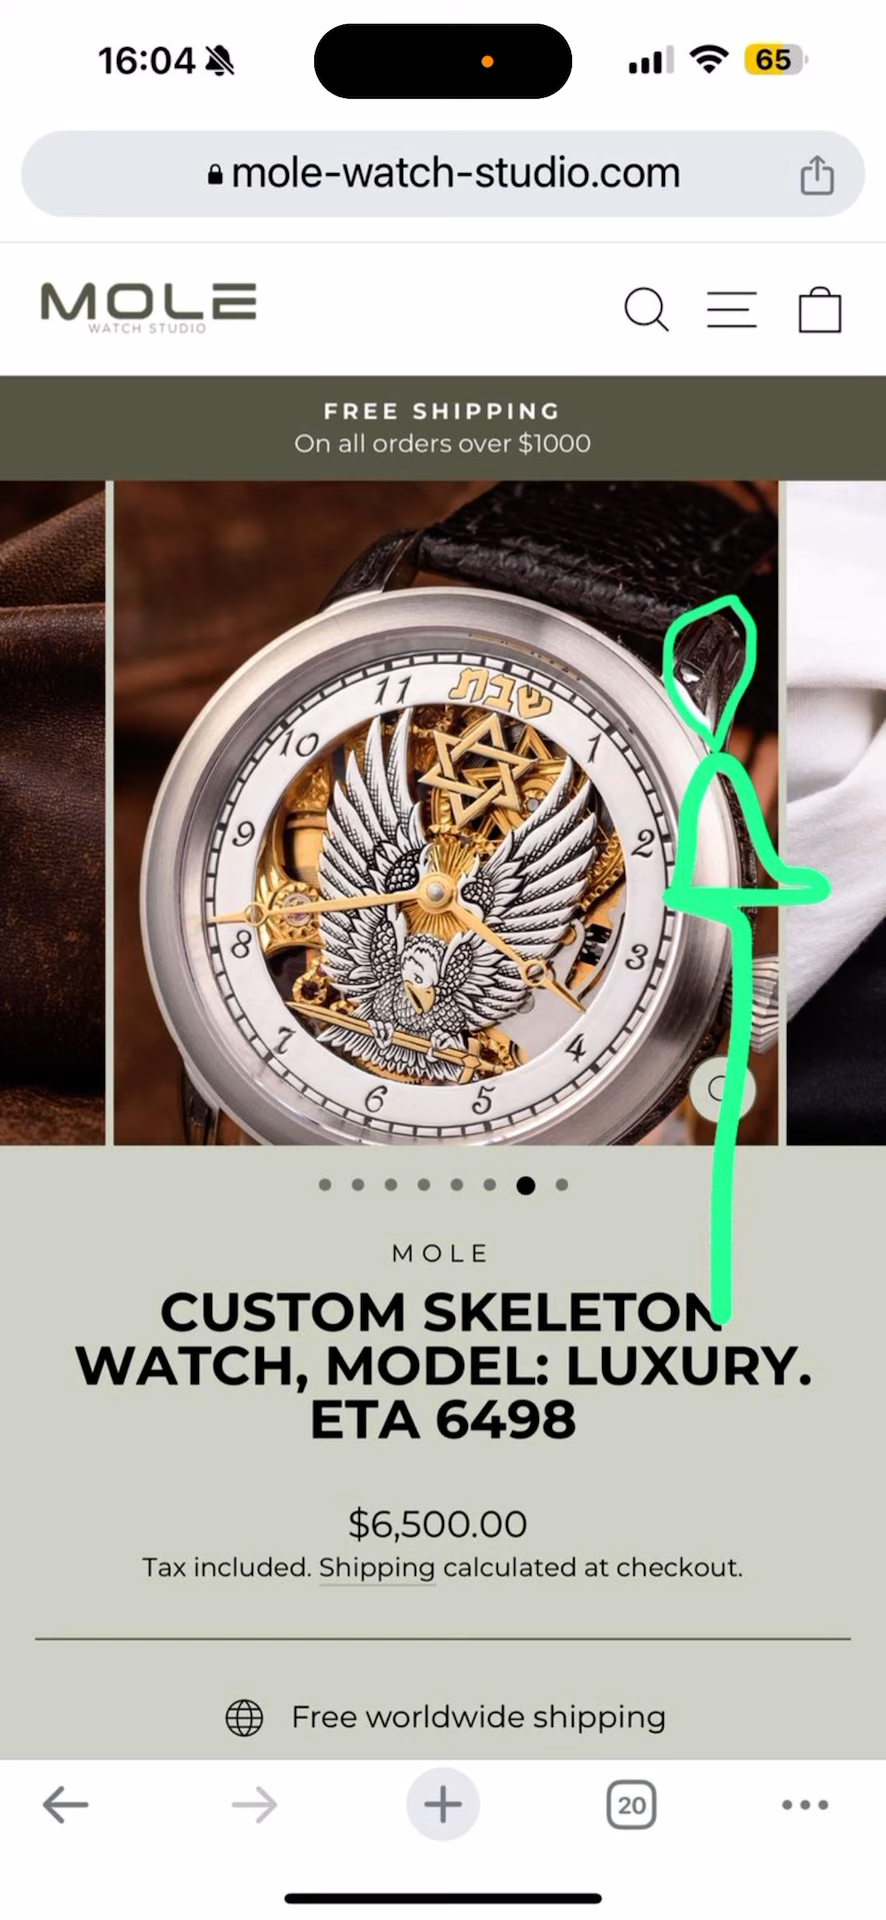 16:04
65
mole-watch-studio.com
MOLE
WATCH STUDIO
FREE SHIPPING
On all orders over $1000
11
שבת
10
1
9
2
8
3
7
4
6
5
MOLE
CUSTOM SKELETON
WATCH, MODEL: LUXURY.
ETA 6498
$6,500.00
Tax included. Shipping calculated at checkout.
Free worldwide shipping
20